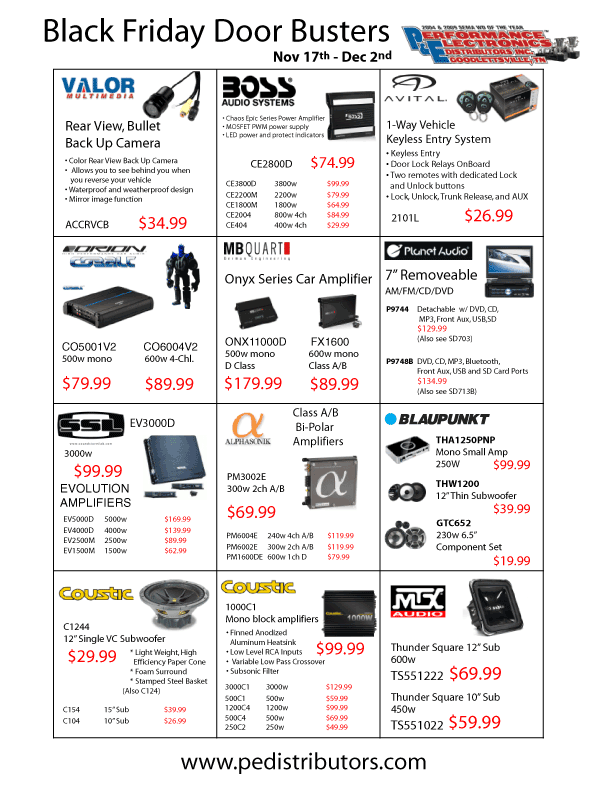 Black Friday Door Busters
Nov 17th - Dec 2nd
2004 & 2009 SEMA WD OF THE YEAR
P&E
PERFORMANCE
ELECTRONICS
DISTRIBUTORS INC.
GOODLETTSVILLE, TN
VALOR
MULTIMEDIA
Rear View, Bullet
Back Up Camera
• Color Rear View Back Up Camera
• Allows you to see behind you when
you reverse your vehicle
• Waterproof and weatherproof design
• Mirror image function
ACCRVCB $34.99
BOSS
AUDIO SYSTEMS
• Chaos Epic Series Power Amplifier
• MOSFET PWM power supply
• LED power and protect indicators
BOSS
CE2800D $74.99
CE3800D 3800w $99.99
CE2200M 2200w $79.99
CE1800M 1800w $64.99
CE2004 800w 4ch $84.99
CE404 400w 4ch $29.99
AVITAL
1-Way Vehicle
Keyless Entry System
• Keyless Entry
• Door Lock Relays OnBoard
• Two remotes with dedicated Lock
and Unlock buttons
• Lock, Unlock, Trunk Release, and AUX
2101L $26.99
ORION
COBALT
CO5001V2 CO6004V2
500w mono 600w 4-Chl.
$79.99 $89.99
MB QUART
German Engineering
Onyx Series Car Amplifier
ONX11000D FX1600
500w mono 600w mono
D Class Class A/B
$179.99 $89.99
Planet Audio
7" Removeable
AM/FM/CD/DVD
P9744 Detachable w/ DVD, CD,
MP3, Front Aux, USB,SD
$129.99
(Also see SD703)
P9748B DVD, CD, MP3, Bluetooth,
Front Aux, USB and SD Card Ports
$134.99
(Also see SD713B)
SSL
EV3000D
3000w
$99.99
EVOLUTION
AMPLIFIERS
EV5000D 5000w $169.99
EV4000D 4000w $139.99
EV2500M 2500w $89.99
EV1500M 1500w $62.99
α
ALPHASONIK
Class A/B
Bi-Polar
Amplifiers
PM3002E
300w 2ch A/B
α
$69.99
PM6004E 240w 4ch A/B $119.99
PM6002E 300w 2ch A/B $119.99
PM1600DE 600w 1ch D $79.99
BLAUPUNKT
THA1250PNP
Mono Small Amp
250W $99.99
THW1200
12" Thin Subwoofer
$39.99
GTC652
230w 6.5"
Component Set
$19.99
Coustic
C1244
12" Single VC Subwoofer
$29.99
* Light Weight, High
Efficiency Paper Cone
* Foam Surround
* Stamped Steel Basket
(Also C124)
C154 15" Sub $39.99
C104 10" Sub $26.99
Coustic
1000C1
Mono block amplifiers
• Finned Anodized
Aluminum Heatsink
• Low Level RCA Inputs
• Variable Low Pass Crossover
• Subsonic Filter
Coustic
1000W
$99.99
3000C1 3000w $129.99
500C1 500w $59.99
1200C4 1200w $99.99
500C4 500w $69.99
250C2 250w $49.99
MTX
AUDIO
Thunder Square 12" Sub
600w
TS551222 $69.99
Thunder Square 10" Sub
450w
TS551022 $59.99
www.pedistributors.com